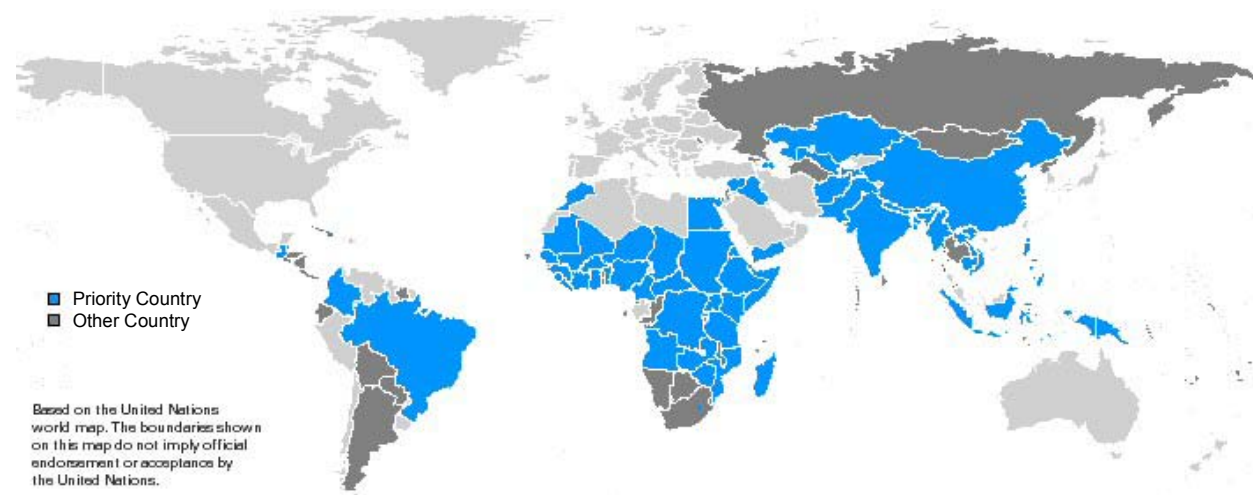 Priority Country
Other Country
Based on the United Nations
world map. The boundaries shown
on this map do not imply official
endorsement or acceptance by
the United Nations.